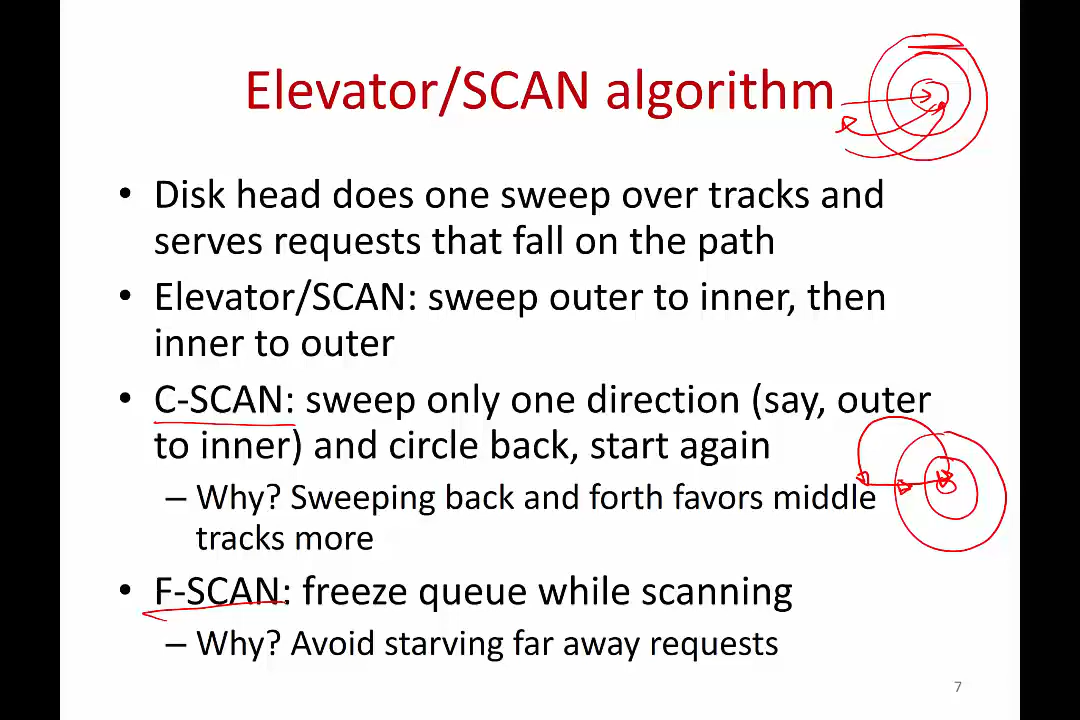 Elevator/SCAN algorithm
• Disk head does one sweep over tracks and
serves requests that fall on the path
• Elevator/SCAN: sweep outer to inner, then
inner to outer
• C-SCAN: sweep only one direction (say, outer
to inner) and circle back, start again
– Why? Sweeping back and forth favors middle
tracks more
• F-SCAN: freeze queue while scanning
– Why? Avoid starving far away requests
7